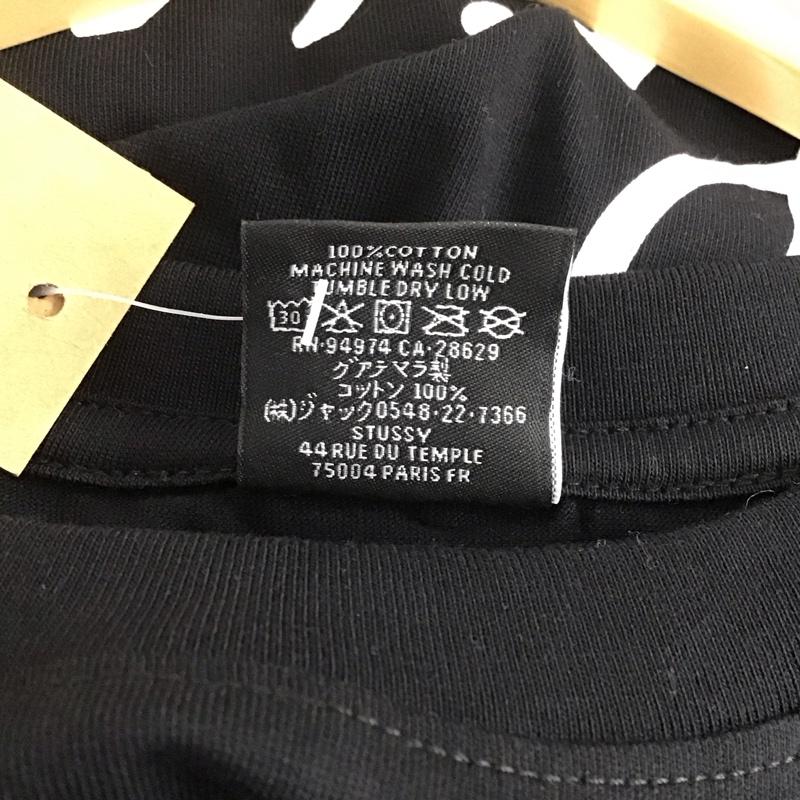 100%COTTON
MACHINE WASH COLD
TUMBLE DRY LOW
30
RN·94974 CA·28629
グアテマラ製
コットン 100%
(株)ジャック0548·22·7366
STUSSY
44 RUE DU TEMPLE
75004 PARIS FR